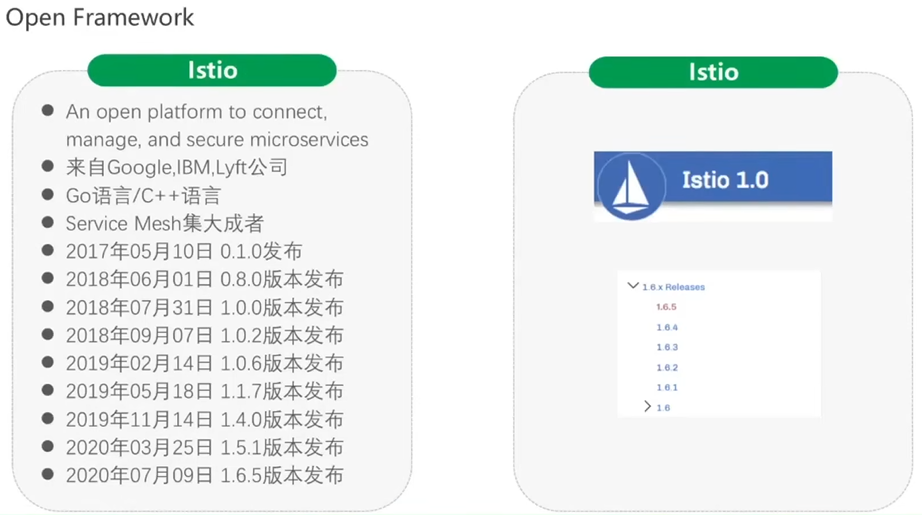 Open Framework
Istio
An open platform to connect,
manage, and secure microservices
来自Google,IBM,Lyft公司
Go语言/C++语言
Service Mesh集大成者
2017年05月10日 0.1.0发布
2018年06月01日 0.8.0版本发布
2018年07月31日 1.0.0版本发布
2018年09月07日 1.0.2版本发布
2019年02月14日 1.0.6版本发布
2019年05月18日 1.1.7版本发布
2019年11月14日 1.4.0版本发布
2020年03月25日 1.5.1版本发布
2020年07月09日 1.6.5版本发布
Istio
Istio 1.0
1.6.x Releases
1.6.5
1.6.4
1.6.3
1.6.2
1.6.1
1.6